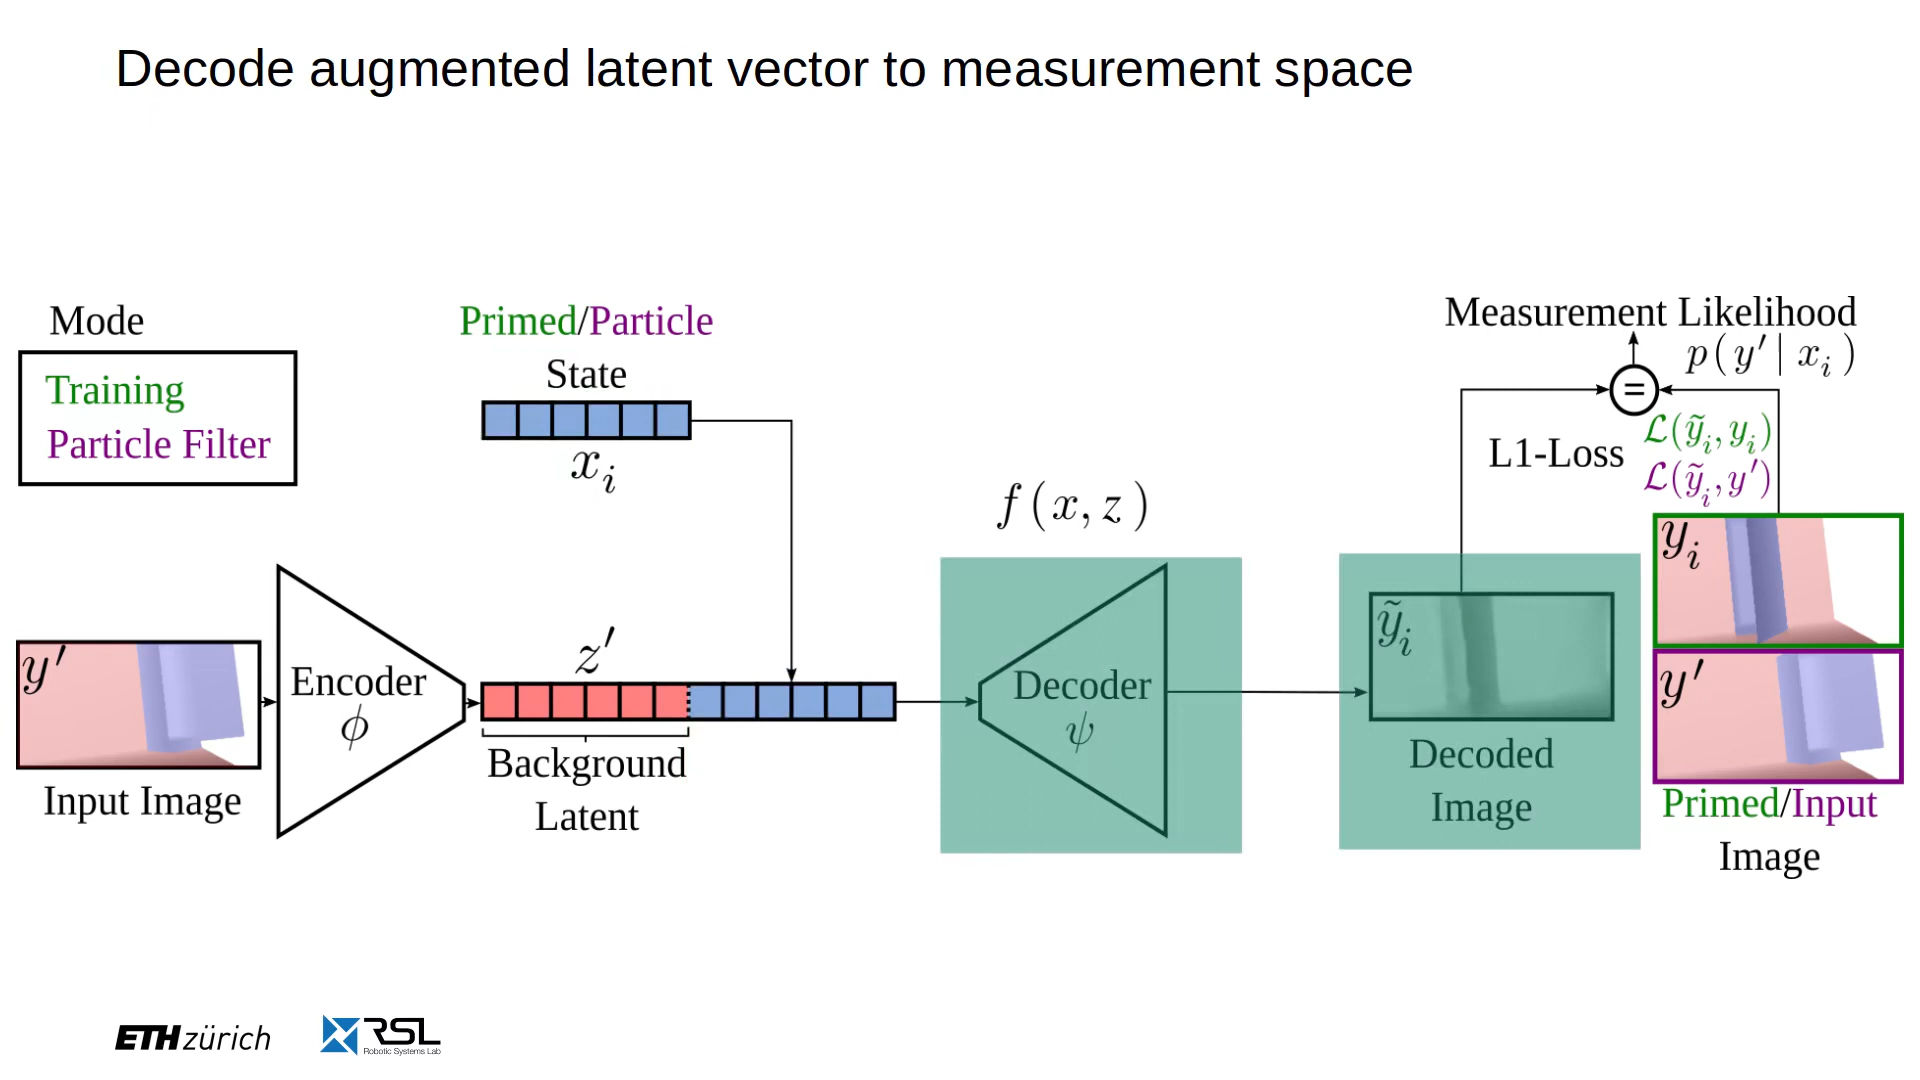 Decode augmented latent vector to measurement space
Mode
Training
Particle Filter
Primed/Particle
State
x_i
y′
Input Image
Encoder
ϕ
z′
Background
Latent
f(x, z)
Decoder
ψ
ỹ_i
Decoded
Image
Measurement Likelihood
p(y′ | x_i)
=
L1-Loss
ℒ(ỹ_i, y_i)
ℒ(ỹ_i, y′)
y_i
y′
Primed/Input
Image
ETH zürich
RSL
Robotic Systems Lab